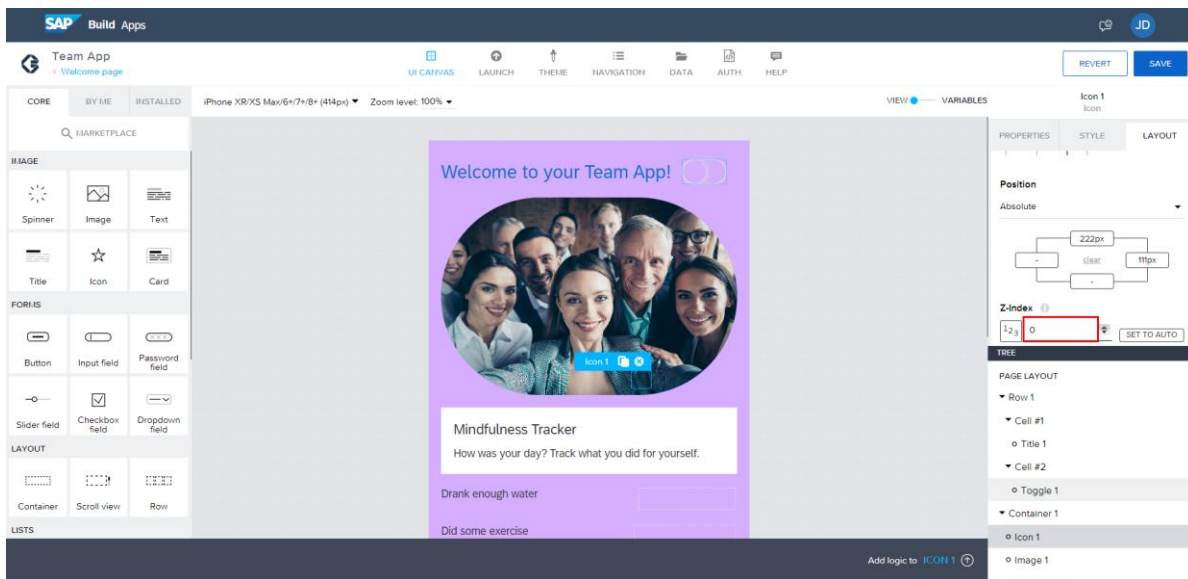 SAP Build Apps
JD
Team App
Welcome page
UI CANVAS LAUNCH THEME NAVIGATION DATA AUTH HELP
REVERT SAVE
CORE BY ME INSTALLED
iPhone XR/XS Max/6+/7+/8+ (414px) Zoom level: 100%
VIEW VARIABLES
Icon 1
Icon
MARKETPLACE
PROPERTIES STYLE LAYOUT
IMAGE
Spinner Image Text
Title Icon Card
FORMS
Button Input field Password field
Slider field Checkbox field Dropdown field
LAYOUT
Container Scroll view Row
LISTS
Welcome to your Team App!
Icon 1
Mindfulness Tracker
How was your day? Track what you did for yourself.
Drank enough water
Did some exercise
Position
Absolute
222px
- clear 111px
-
Z-Index
123 0 SET TO AUTO
TREE
PAGE LAYOUT
Row 1
Cell #1
Title 1
Cell #2
Toggle 1
Container 1
Icon 1
Image 1
Add logic to ICON 1